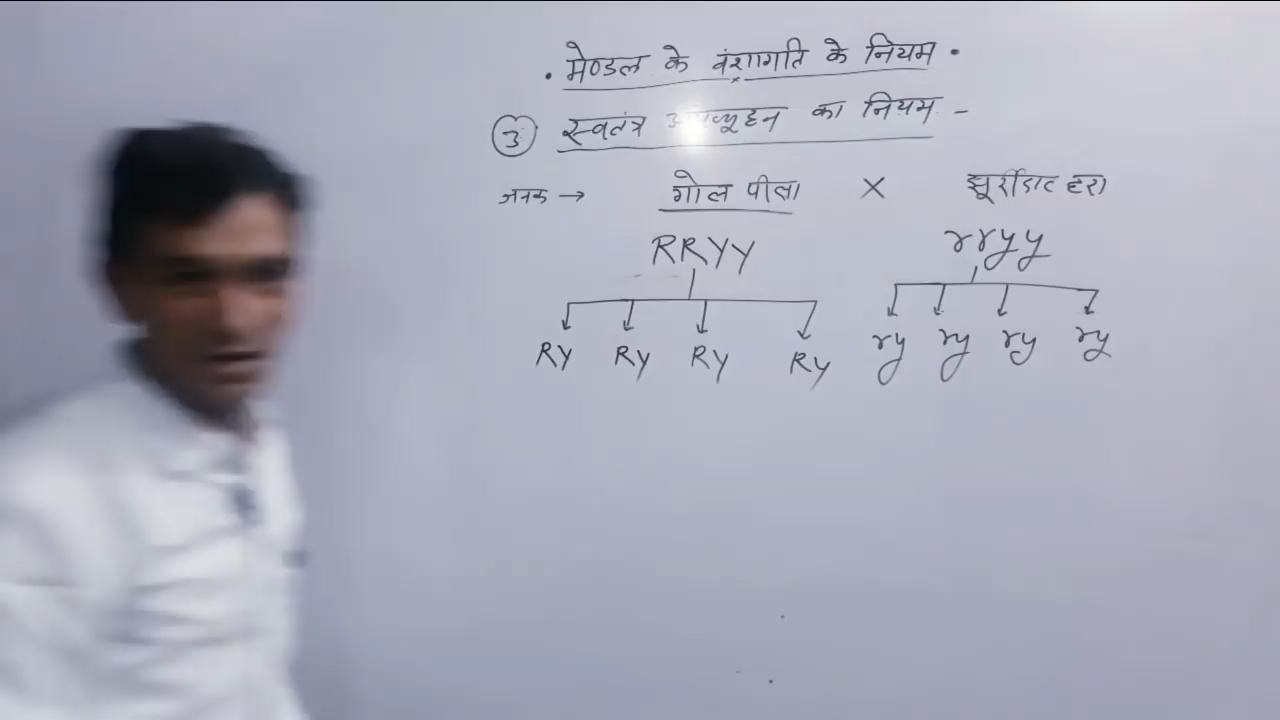 • मेण्डल के वंशागति के नियम •
③ स्वतंत्र अपव्यूहन का नियम -
जनक → गोल पीला × झूर्रीदार हरा
RRYY rryy
RY RY RY RY ry ry ry ry